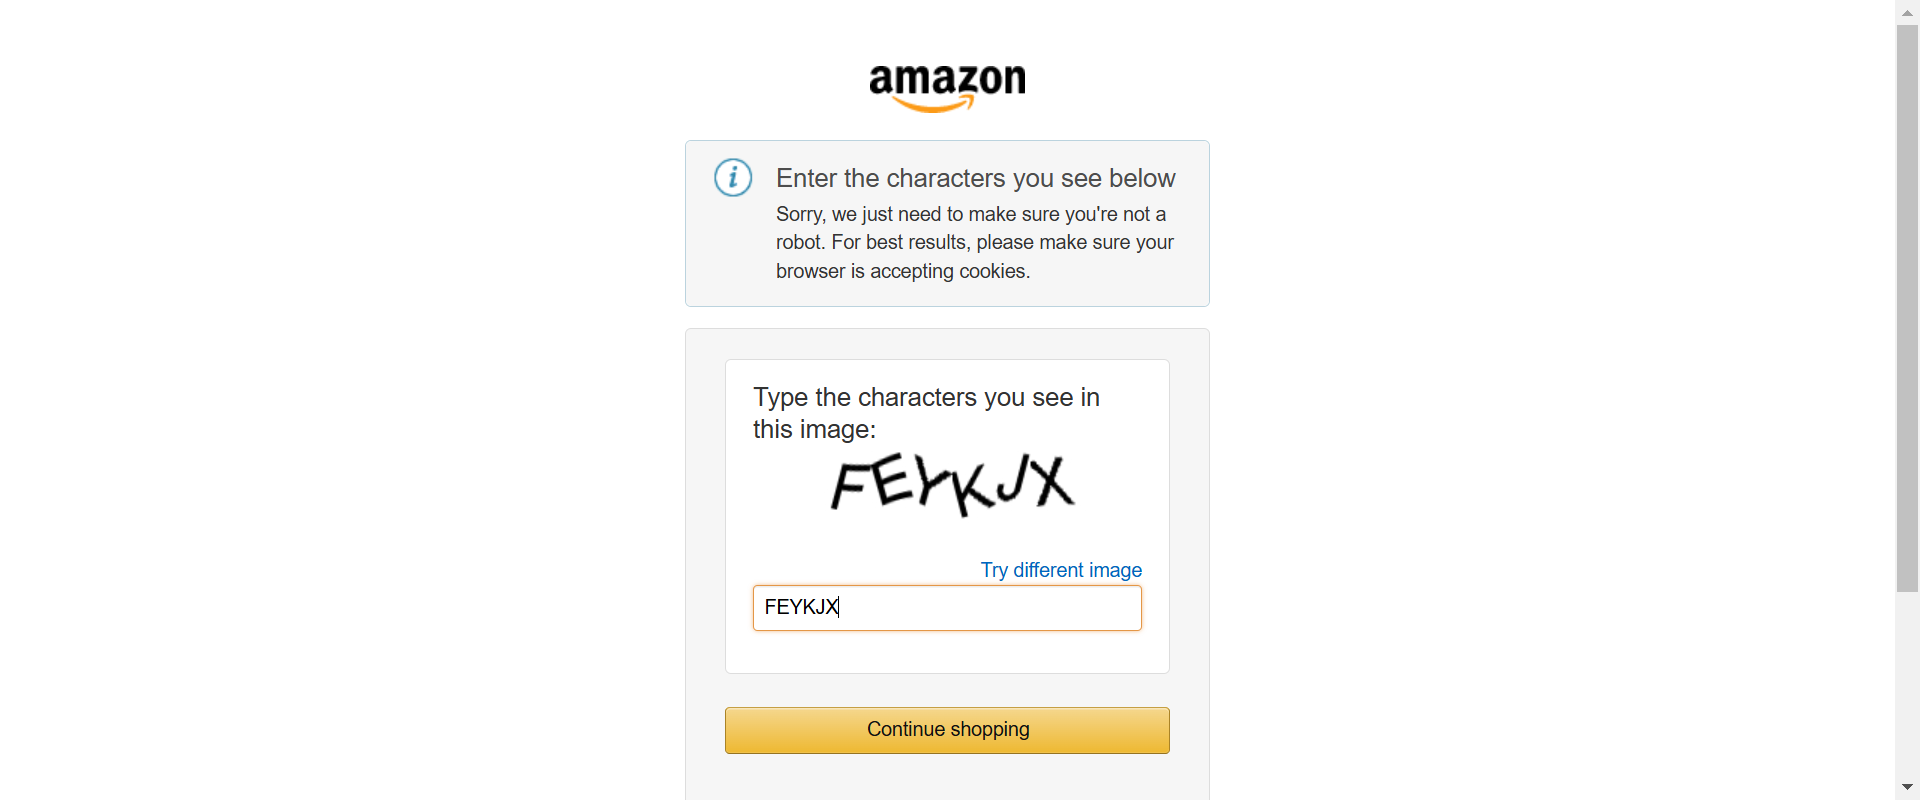 amazon
Enter the characters you see below
Sorry, we just need to make sure you're not a
robot. For best results, please make sure your
browser is accepting cookies.
Type the characters you see in
this image:
FEYKJX
Try different image
FEYKJX
Continue shopping